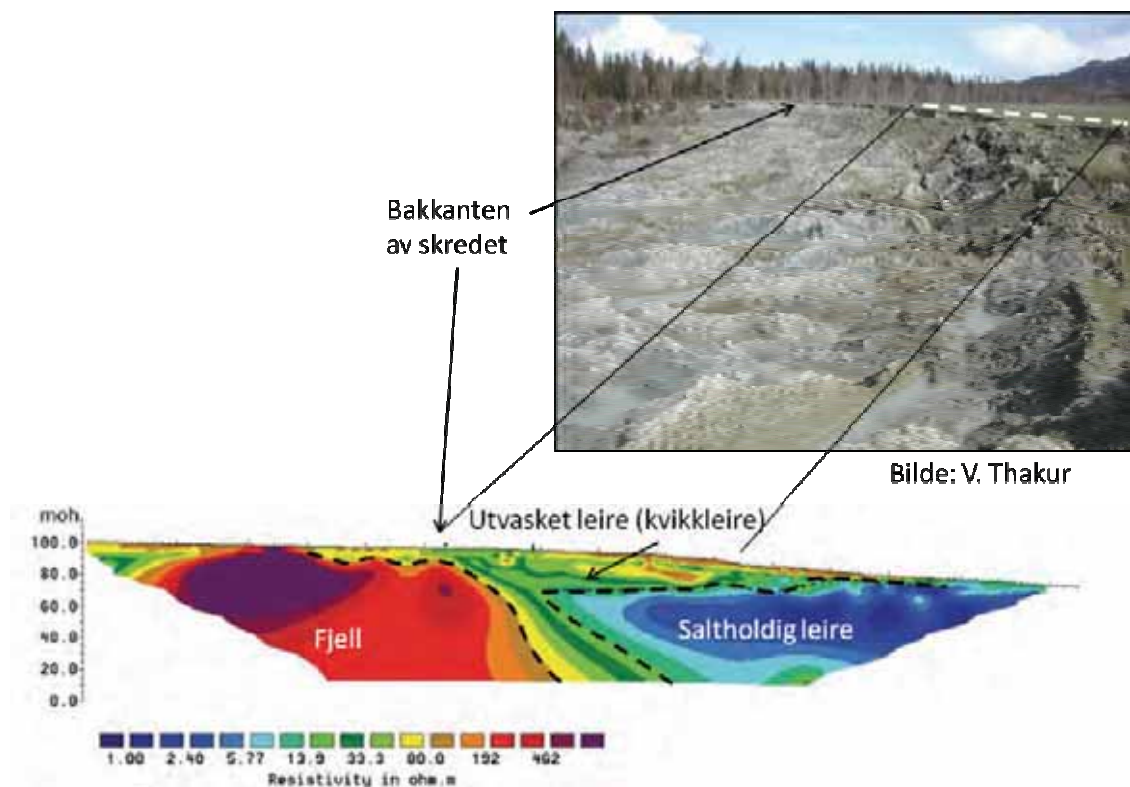 Bakkanten
av skredet
Bilde: V. Thakur
moh.
Utvasket leire (kvikkleire)
100.0
80.0
60.0
40.0
20.0
0.0
Fjell
Saltholdig leire
1.00 2.40 5.77 13.9 33.3 80.0 192 462
Resistivity in ohm.m